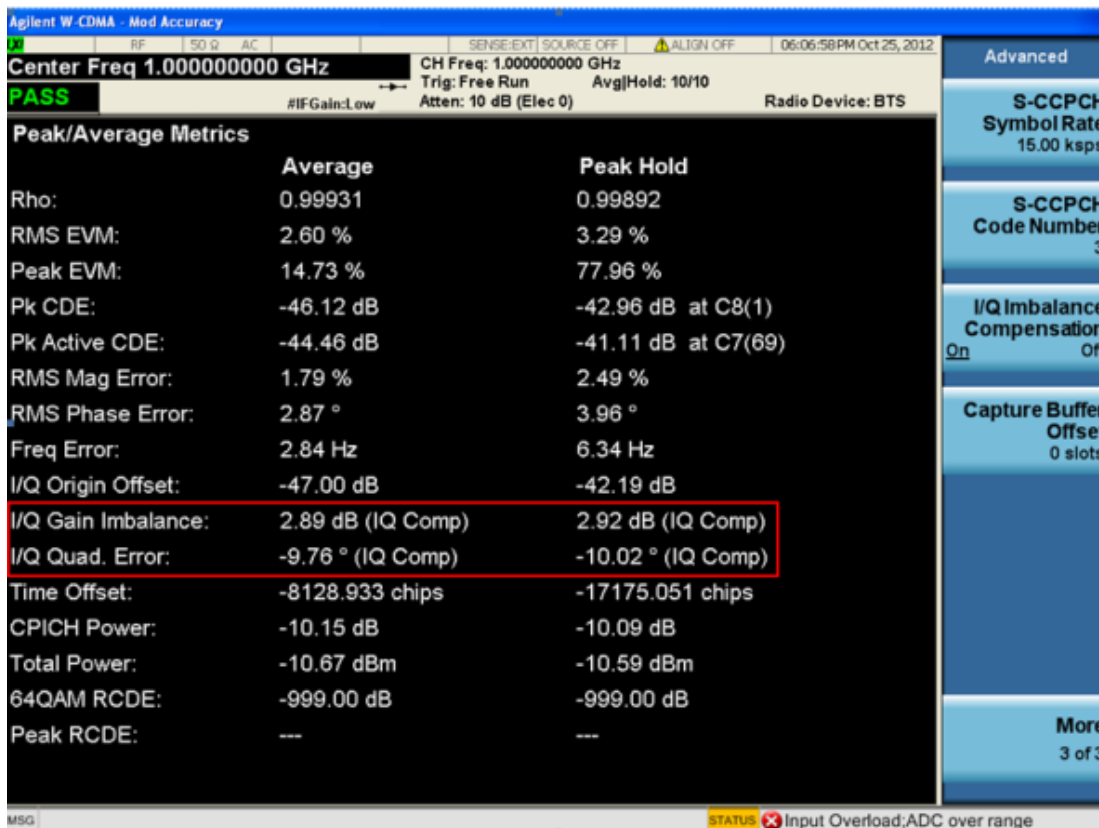 Agilent W-CDMA - Mod Accuracy
LXI RF 50 Ω AC SENSE:EXT SOURCE OFF ALIGN OFF 06:06:58PM Oct 25, 2012
Center Freq 1.000000000 GHz
CH Freq: 1.000000000 GHz
Trig: Free Run Avg|Hold: 10/10
PASS
#IFGain:Low Atten: 10 dB (Elec 0) Radio Device: BTS
Peak/Average Metrics
Average Peak Hold
Rho: 0.99931 0.99892
RMS EVM: 2.60 % 3.29 %
Peak EVM: 14.73 % 77.96 %
Pk CDE: -46.12 dB -42.96 dB at C8(1)
Pk Active CDE: -44.46 dB -41.11 dB at C7(69)
RMS Mag Error: 1.79 % 2.49 %
RMS Phase Error: 2.87 ° 3.96 °
Freq Error: 2.84 Hz 6.34 Hz
I/Q Origin Offset: -47.00 dB -42.19 dB
I/Q Gain Imbalance: 2.89 dB (IQ Comp) 2.92 dB (IQ Comp)
I/Q Quad. Error: -9.76 ° (IQ Comp) -10.02 ° (IQ Comp)
Time Offset: -8128.933 chips -17175.051 chips
CPICH Power: -10.15 dB -10.09 dB
Total Power: -10.67 dBm -10.59 dBm
64QAM RCDE: -999.00 dB -999.00 dB
Peak RCDE: --- ---
Advanced
S-CCPCH
Symbol Rate
15.00 ksps
S-CCPCH
Code Number
3
I/Q Imbalance
Compensation
On Of
Capture Buffer
Offse
0 slots
More
3 of 3
MSG STATUS Input Overload;ADC over range